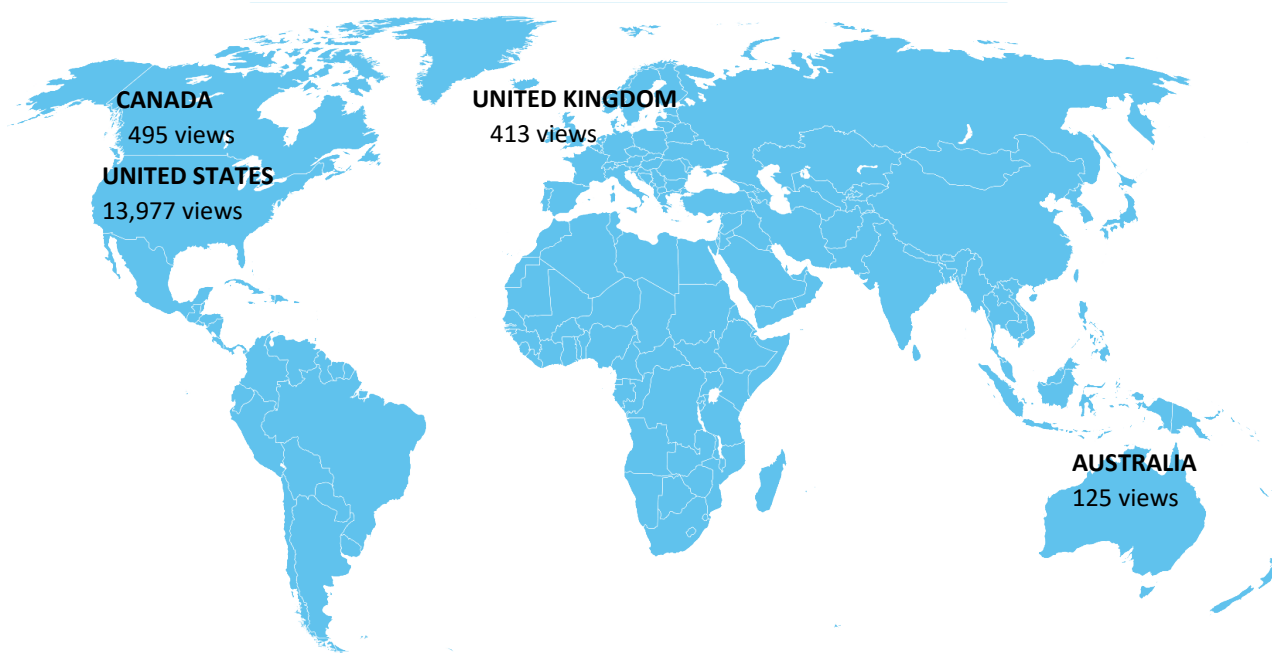 CANADA
495 views
UNITED STATES
13,977 views
UNITED KINGDOM
413 views
AUSTRALIA
125 views